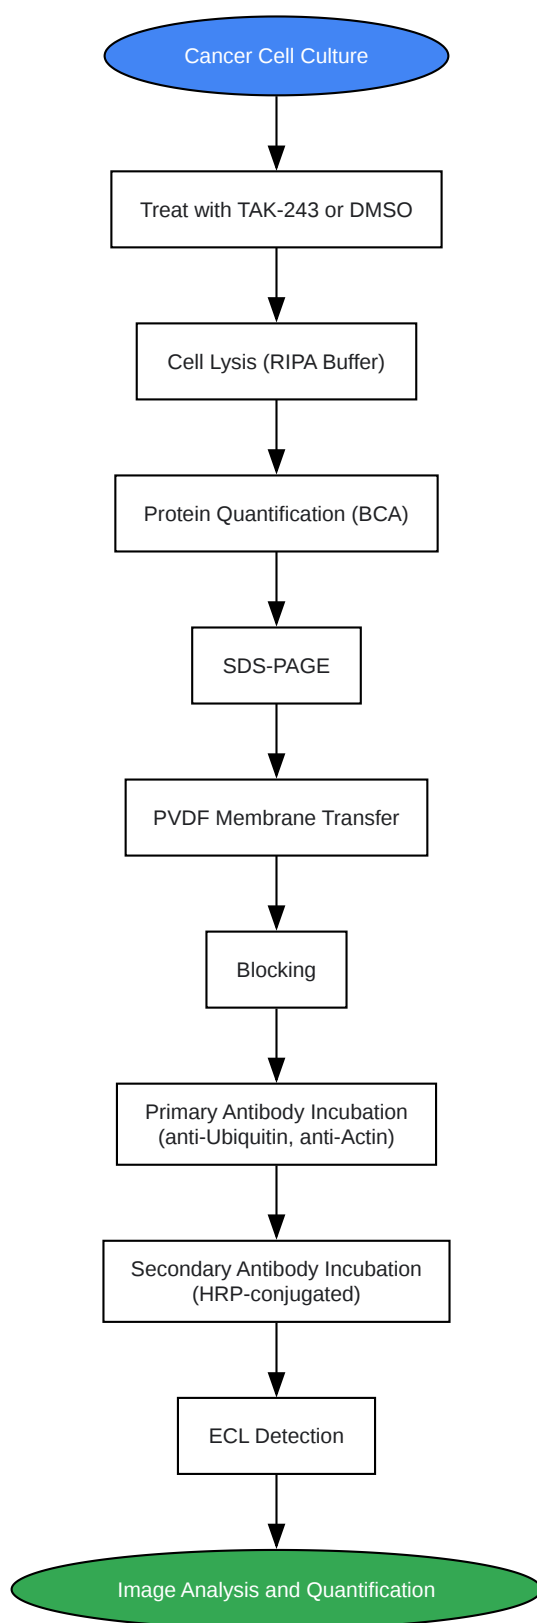 Cancer Cell Culture
Treat with TAK-243 or DMSO
Cell Lysis (RIPA Buffer)
Protein Quantification (BCA)
SDS-PAGE
PVDF Membrane Transfer
Blocking
Primary Antibody Incubation
(anti-Ubiquitin, anti-Actin)
Secondary Antibody Incubation
(HRP-conjugated)
ECL Detection
Image Analysis and Quantification